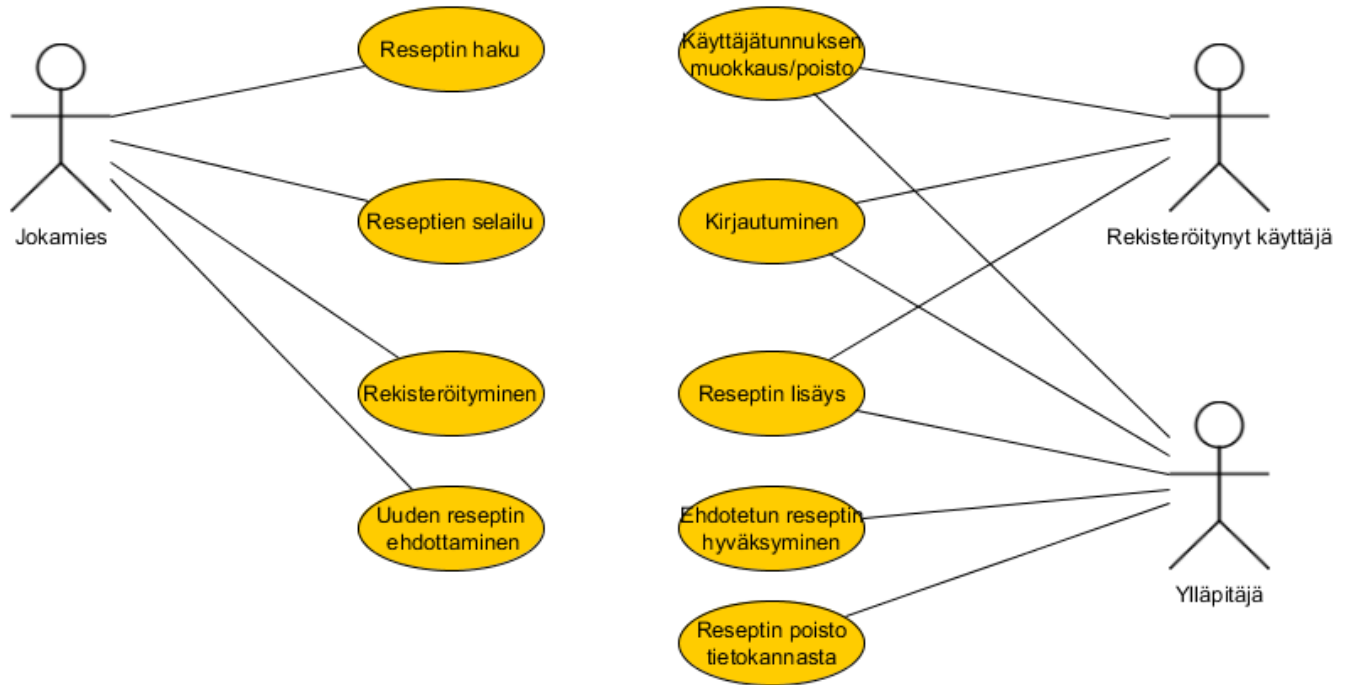 Reseptin haku
Käyttäjätunnuksen
muokkaus/poisto
Jokamies
Reseptien selailu
Kirjautuminen
Rekisteröitynyt käyttäjä
Rekisteröityminen
Reseptin lisäys
Uuden reseptin
ehdottaminen
Ehdotetun reseptin
hyväksyminen
Ylläpitäjä
Reseptin poisto
tietokannasta